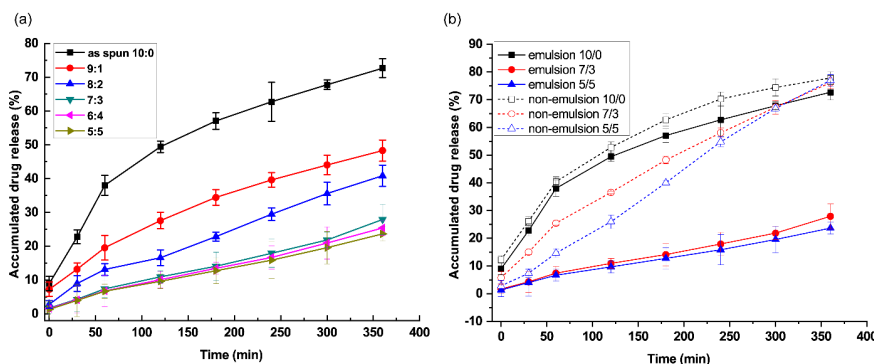 (a)
80
70
60
50
40
30
20
10
0
Accumulated drug release (%)
as spun 10:0
9:1
8:2
7:3
6:4
5:5
0 50 100 150 200 250 300 350 400
Time (min)
(b)
90
80
70
60
50
40
30
20
10
0
-10
Accumulated drug release (%)
emulsion 10/0
emulsion 7/3
emulsion 5/5
non-emulsion 10/0
non-emulsion 7/3
non-emulsion 5/5
0 50 100 150 200 250 300 350 400
Time (min)